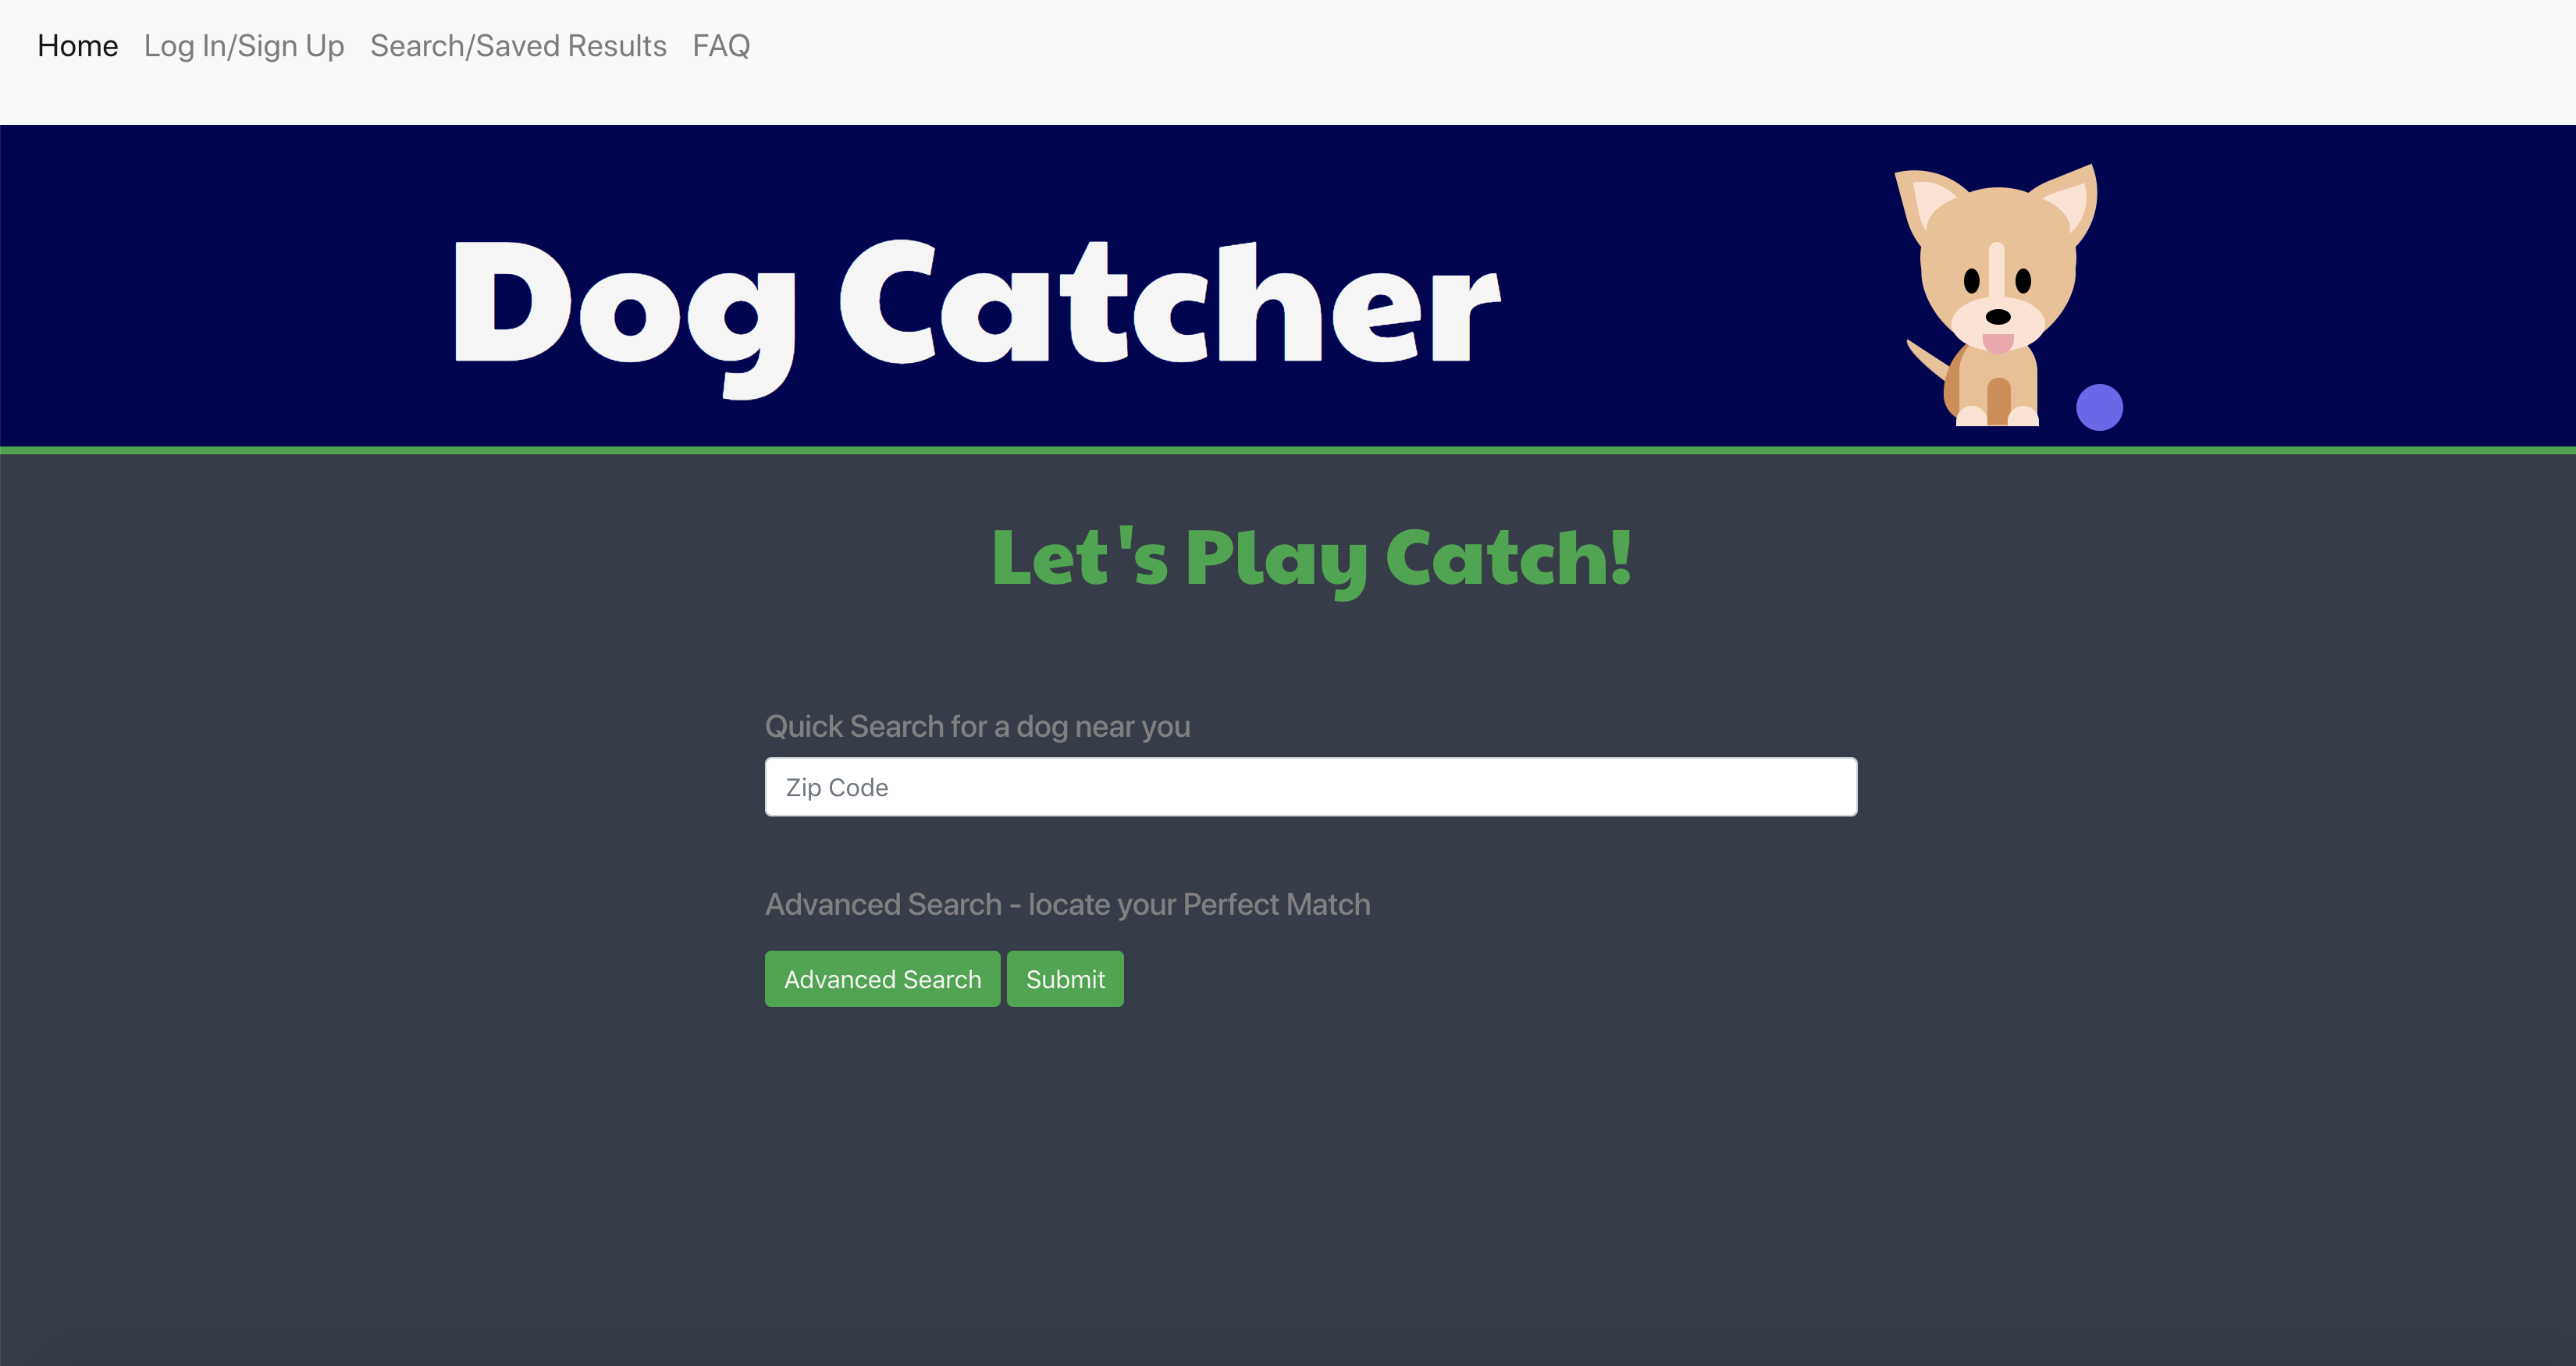 Home Log In/Sign Up Search/Saved Results FAQ
Dog Catcher
Let's Play Catch!
Quick Search for a dog near you
Zip Code
Advanced Search - locate your Perfect Match
Advanced Search Submit